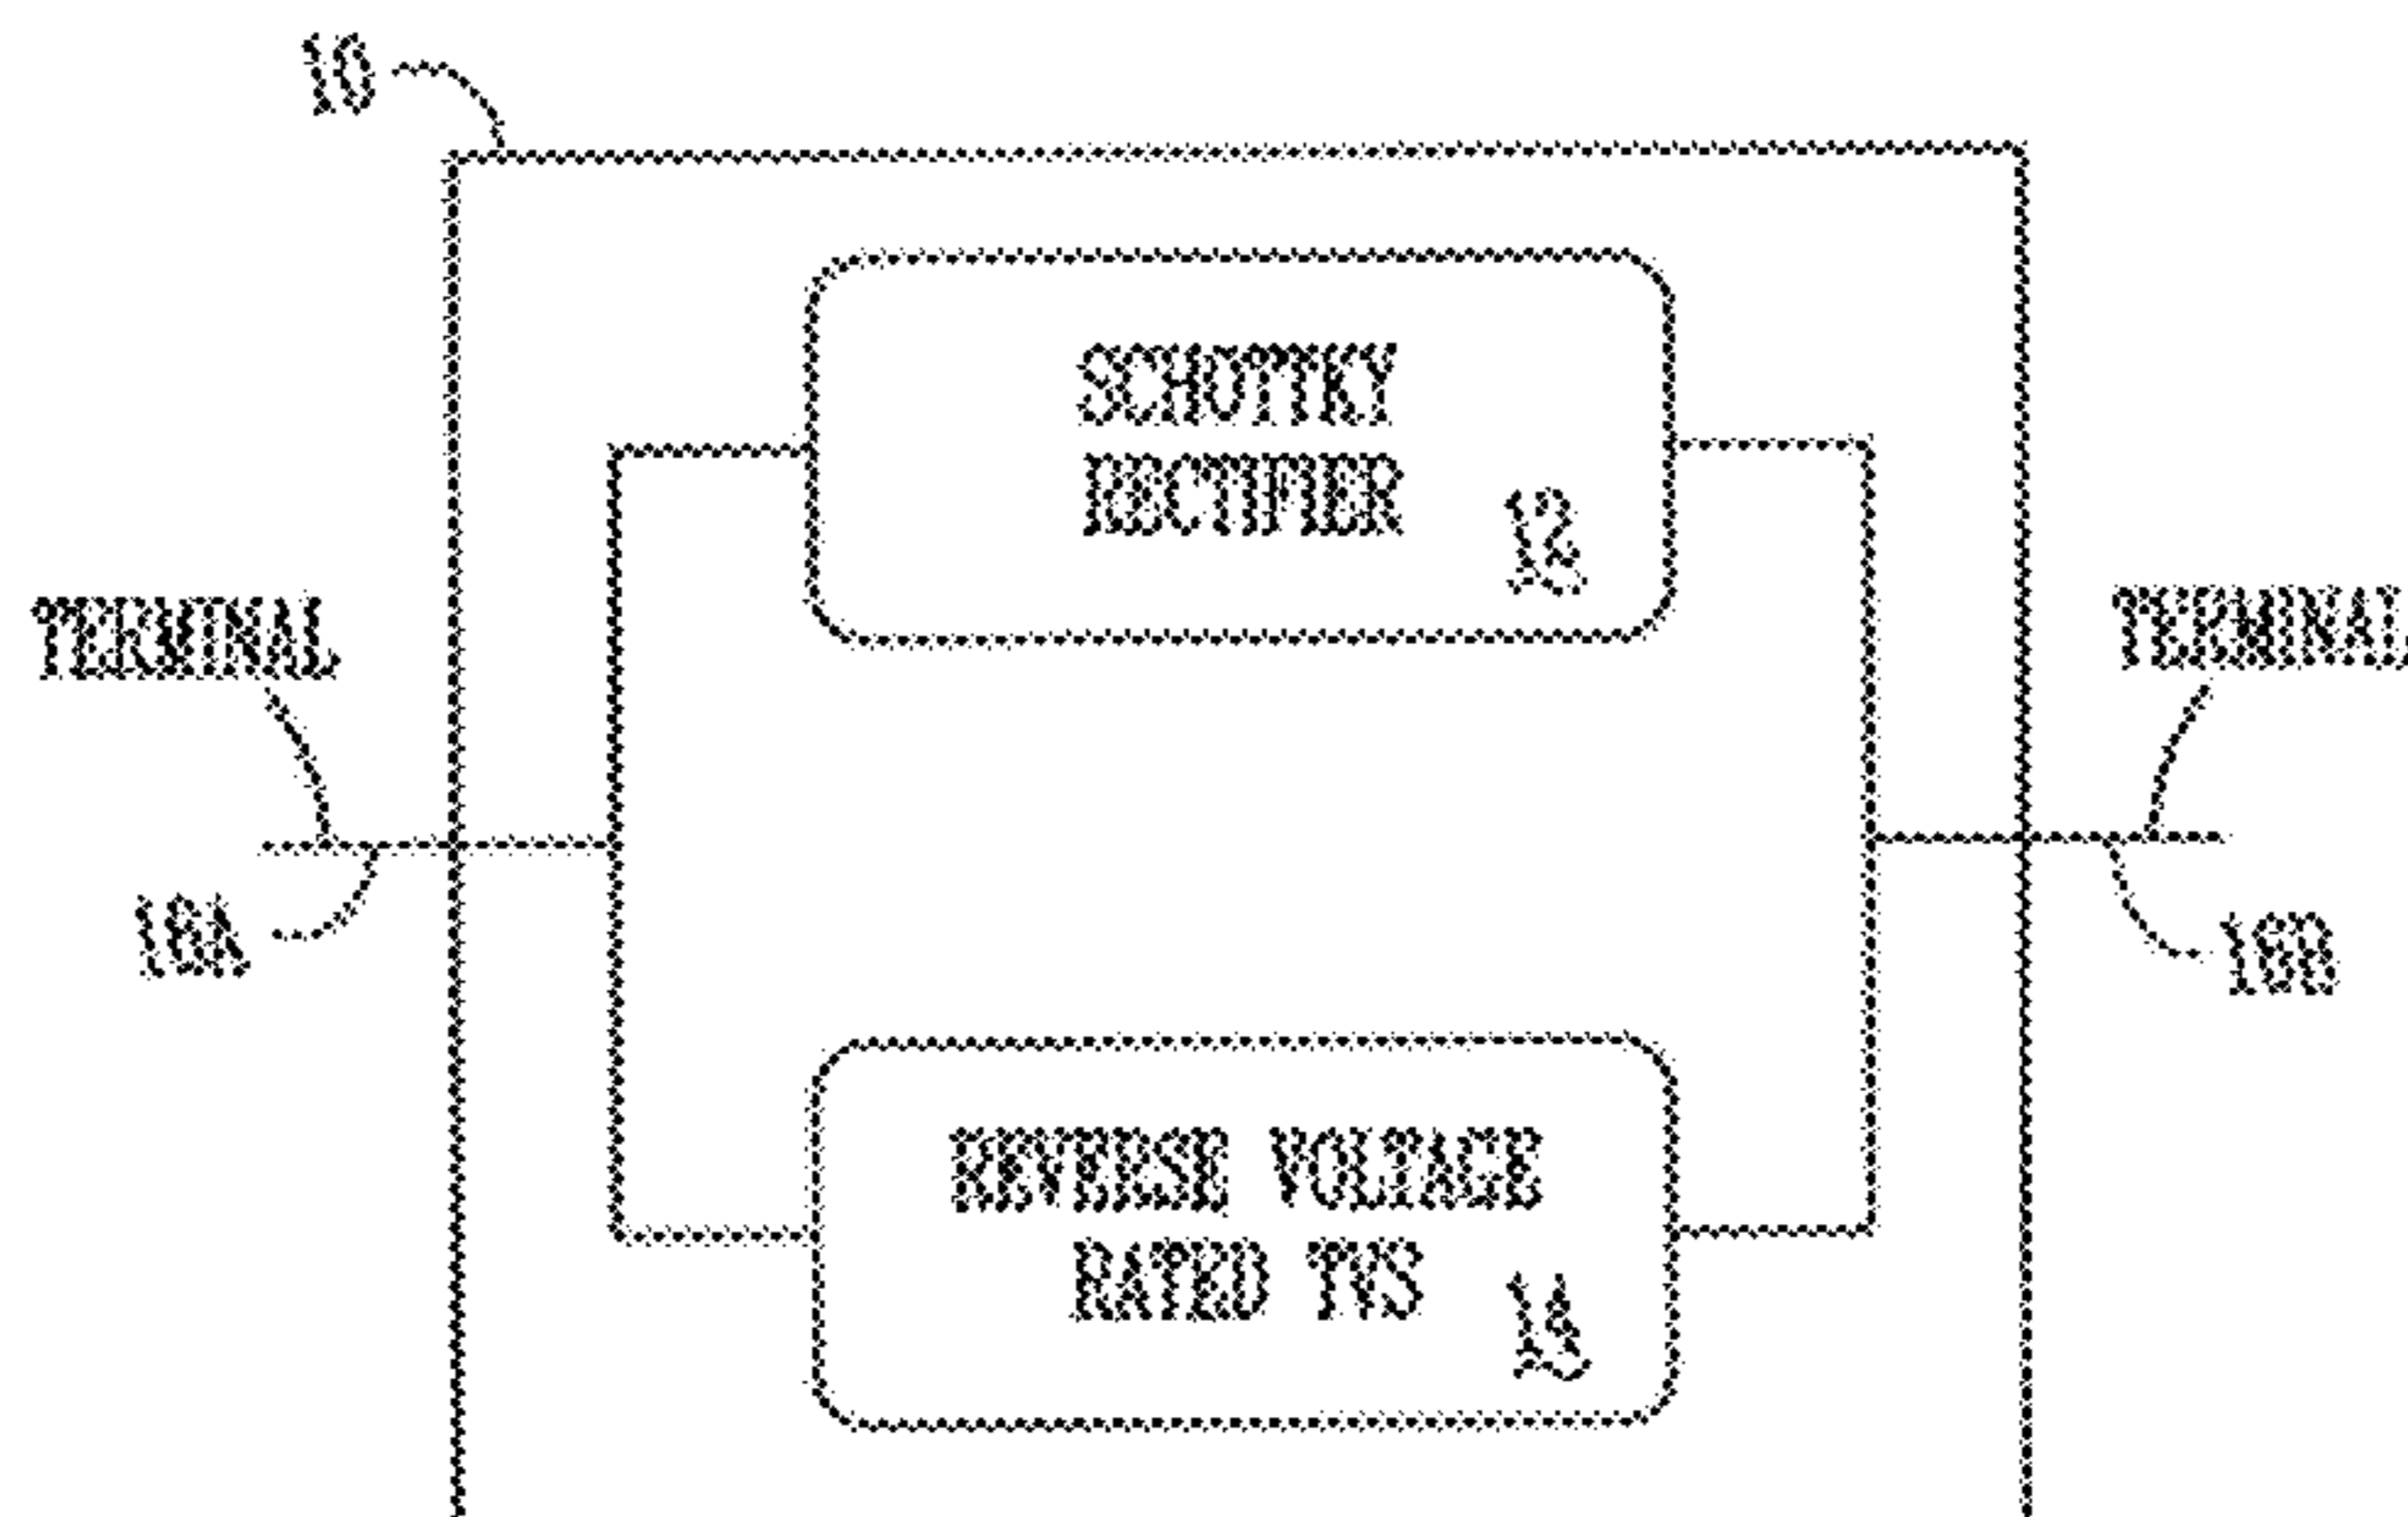 10
SCHOTTKY
RECTIFIER
12
TERMINAL
TERMINAL
16A
16B
REVERSE VOLTAGE
RATED TVS
14